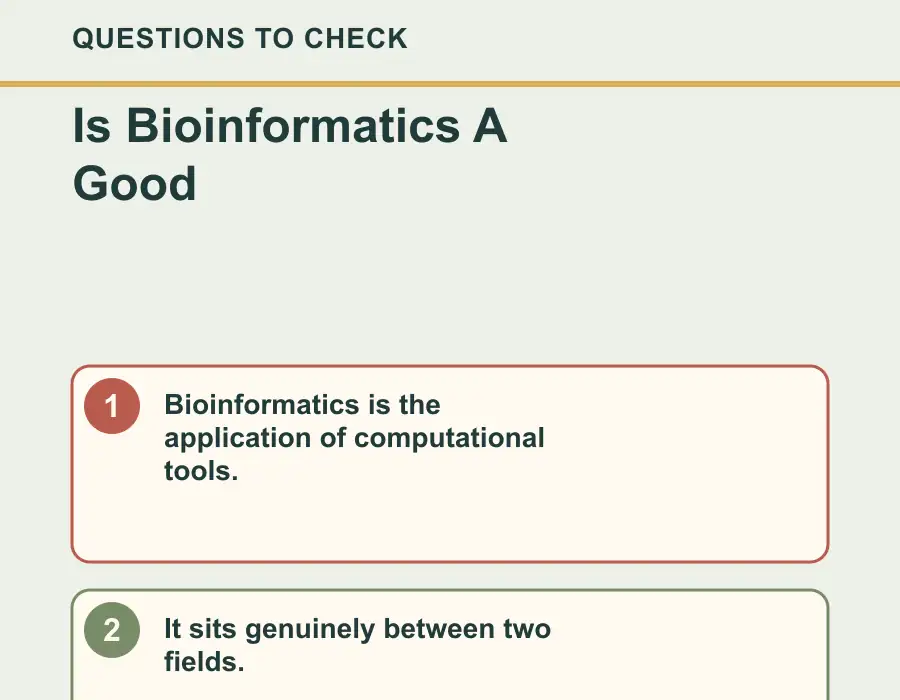 QUESTIONS TO CHECK
Is Bioinformatics A
Good
1
Bioinformatics is the
application of computational
tools.
2
It sits genuinely between two
fields.